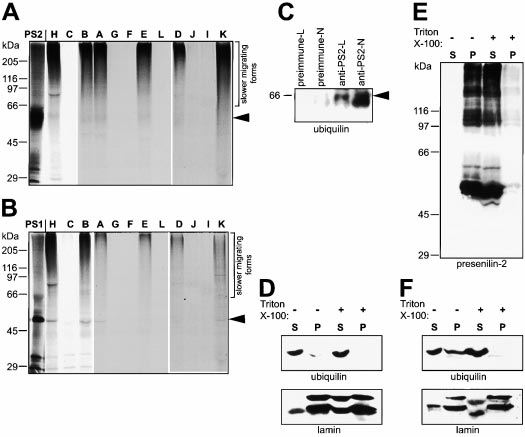 A
PS2 H C B A G F E L D J I K
kDa
205
116
97
66
45
29
slower migrating
forms
B
PS1 H C B A G F E L D J I K
kDa
205
116
97
66
45
29
slower migrating
forms
C
preimmune-L
preimmune-N
anti-PS2-L
anti-PS2-N
66
ubiquilin
D
Triton
X-100: - - + +
S P S P
ubiquilin
lamin
E
Triton
X-100: - - + +
S P S P
kDa
116
97
66
45
29
presenilin-2
F
Triton
X-100: - - + +
S P S P
ubiquilin
lamin